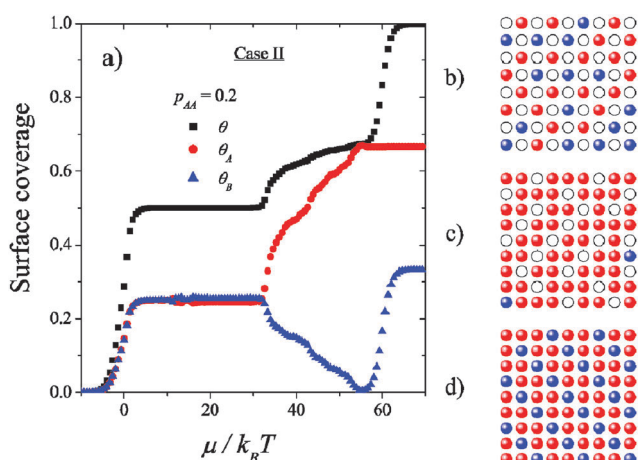 a)
Case II
p_AA = 0.2
θ
θ_A
θ_B
Surface coverage
1.0
0.8
0.6
0.4
0.2
0.0
0
20
40
60
μ / k_B T
b)
c)
d)